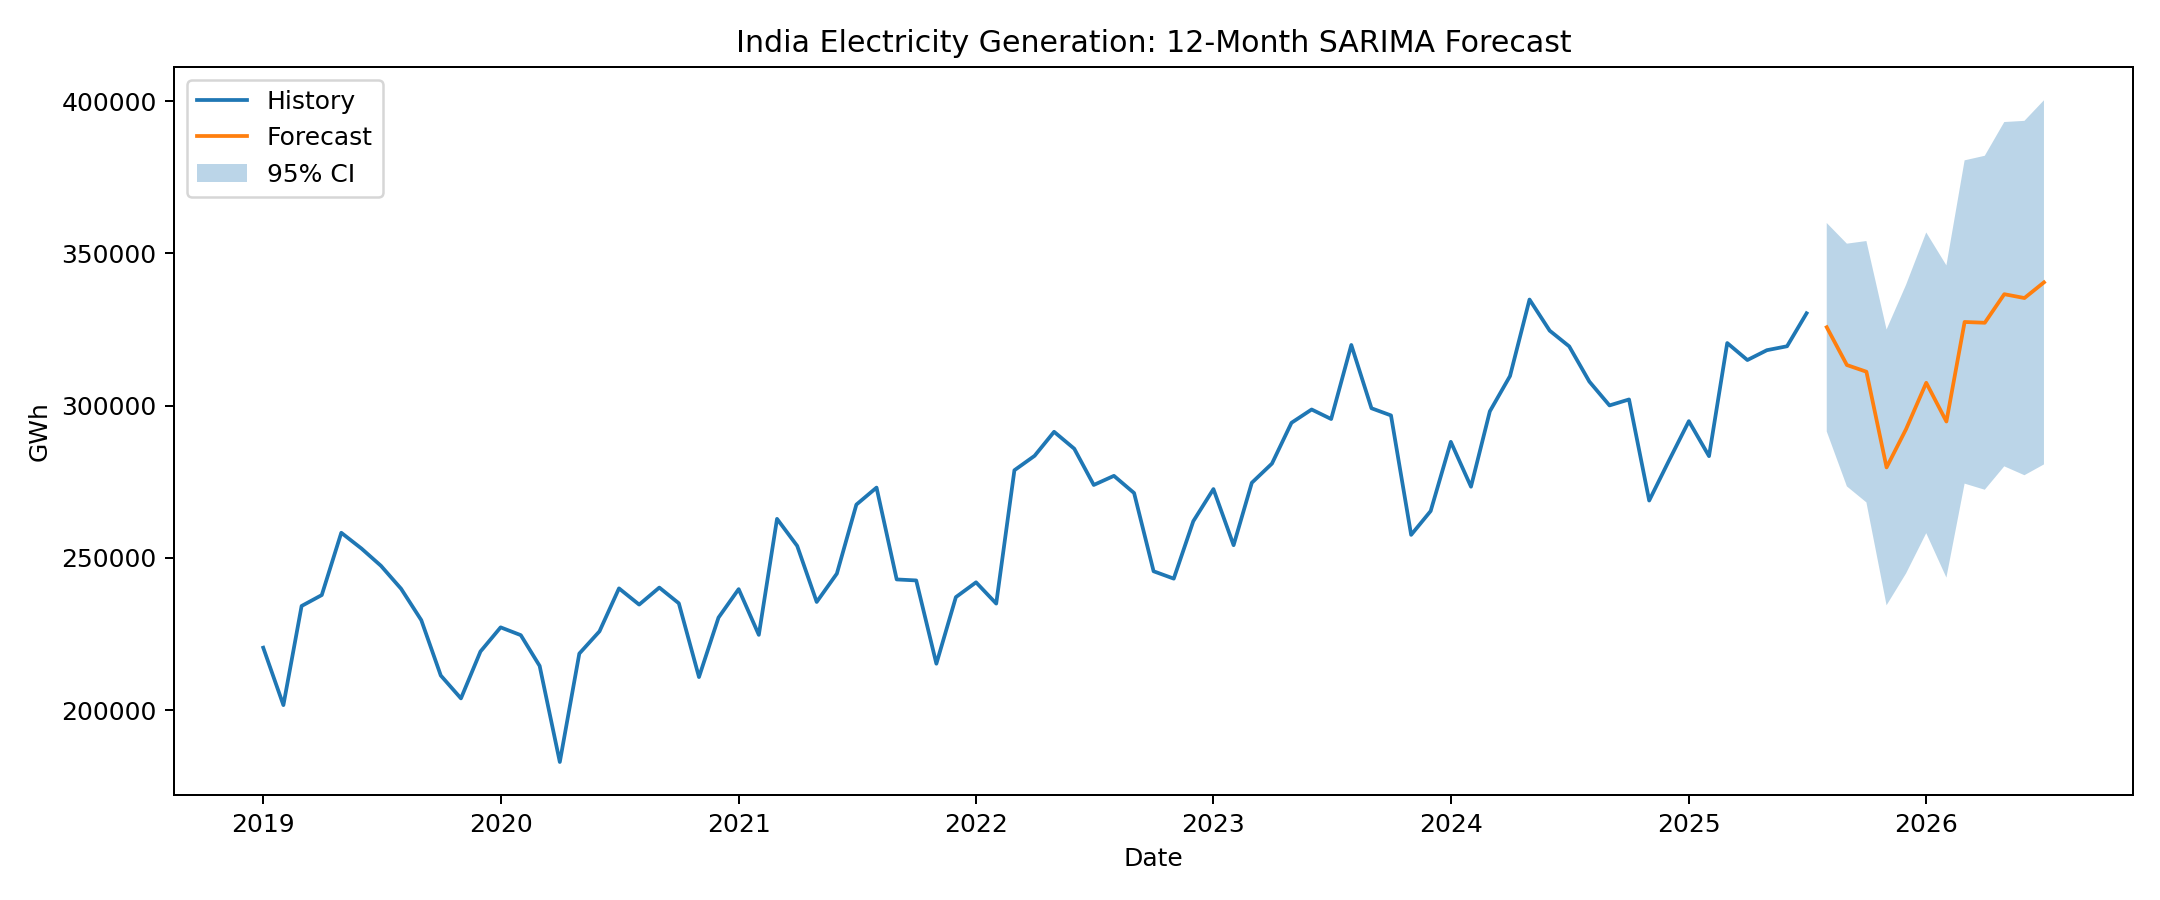 India Electricity Generation: 12-Month SARIMA Forecast
History
Forecast
95% CI
400000
350000
300000
250000
200000
GWh
2019 2020 2021 2022 2023 2024 2025 2026
Date